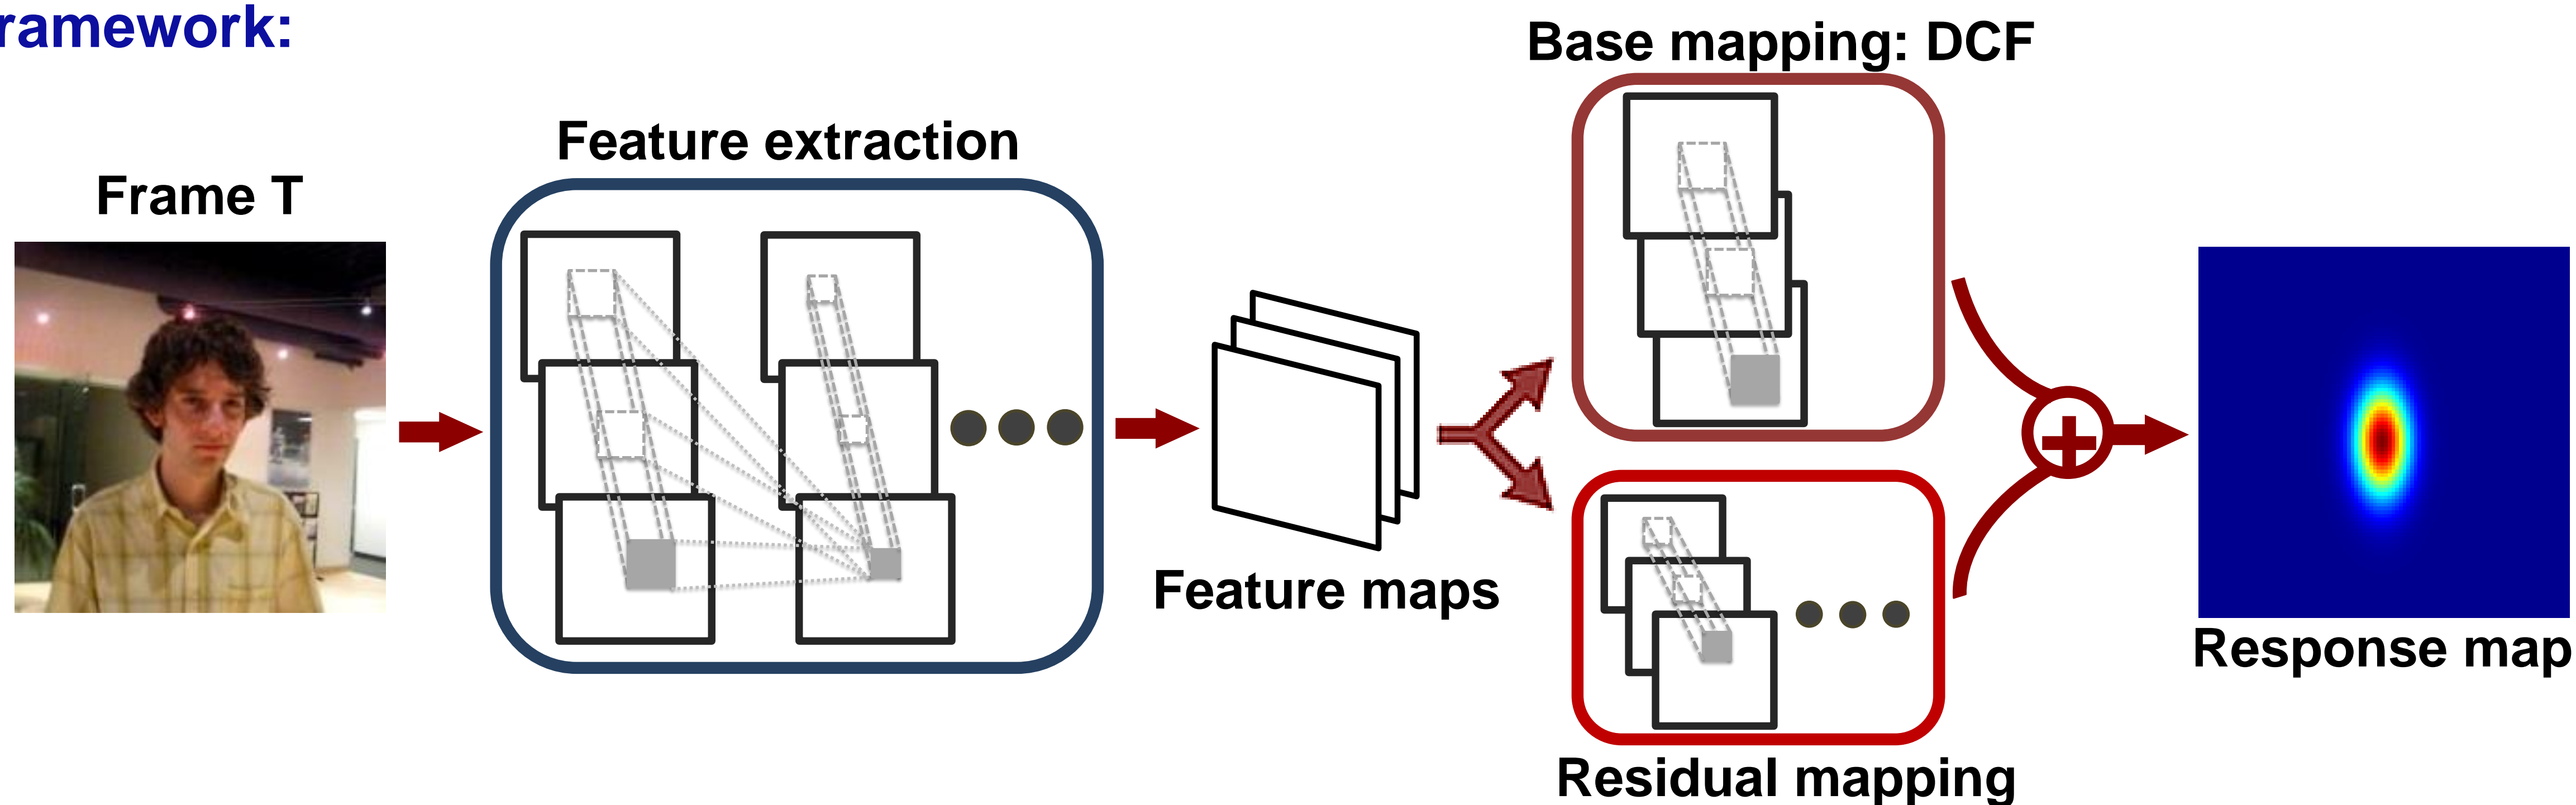 ramework:
Base mapping: DCF
Feature extraction
Frame T
Feature maps
Response map
Residual mapping